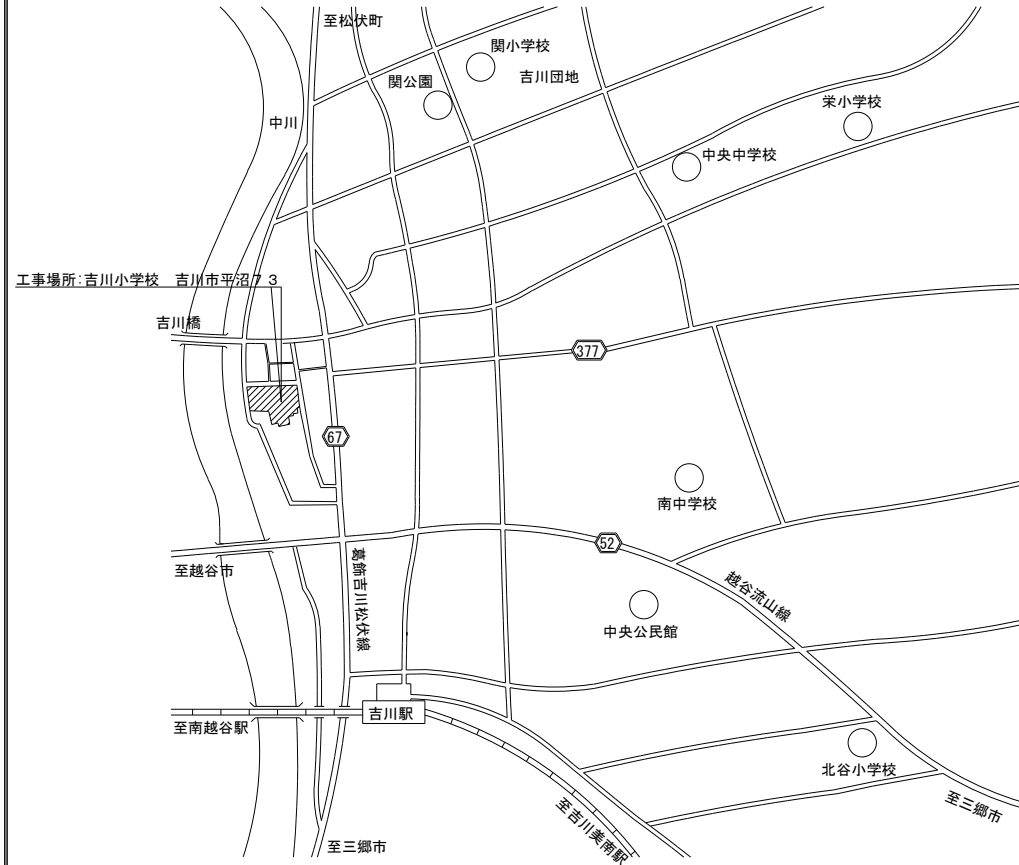 至松伏町
関小学校
関公園
吉川団地
栄小学校
中川
中央中学校
工事場所:吉川小学校　吉川市平沼73
吉川橋
377
67
南中学校
52
至越谷市
葛飾吉川松伏線
越谷流山線
中央公民館
吉川駅
至南越谷駅
北谷小学校
至三郷市
至吉川美南駅
至三郷市